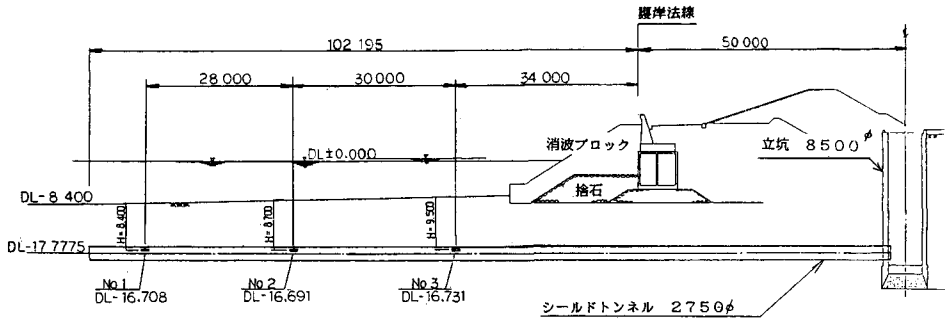 護岸法線
102 195
50 000
28 000
30 000
34 000
DL±0.000
消波ブロック
立坑 8500φ
捨石
DL-8 400
H=8.400
H=8.700
H=9.500
DL-17.7775
No 1
DL-16.708
No 2
DL-16.691
No 3
DL-16.731
シールドトンネル 2750φ